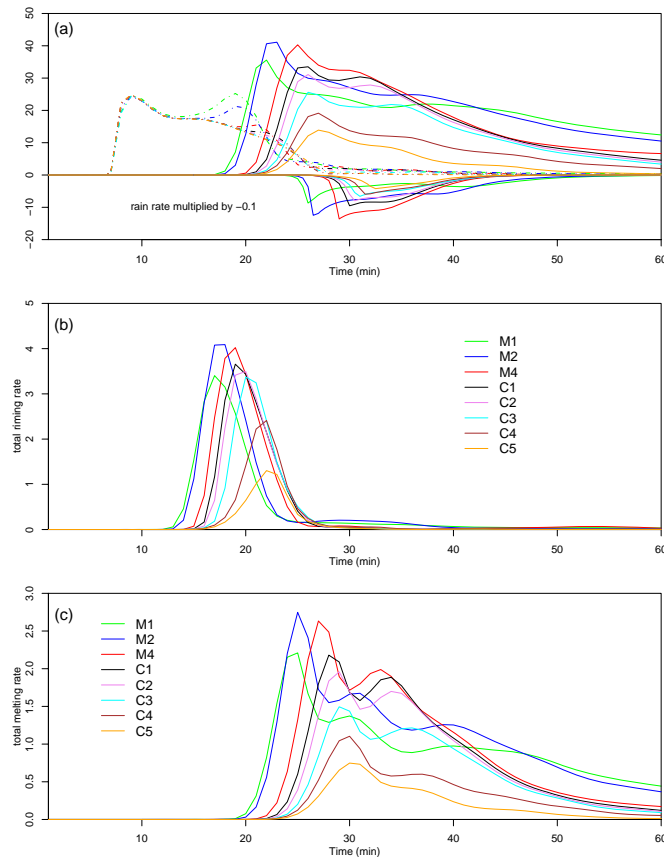 (a)
50
40
30
20
10
0
−10
−20
rain rate multiplied by −0.1
10 20 30 40 50 60
Time (min)
(b)
5
4
3
2
1
0
total riming rate
M1
M2
M4
C1
C2
C3
C4
C5
10 20 30 40 50 60
Time (min)
(c)
3.0
2.5
2.0
1.5
1.0
0.5
0.0
total melting rate
M1
M2
M4
C1
C2
C3
C4
C5
10 20 30 40 50 60
Time (min)